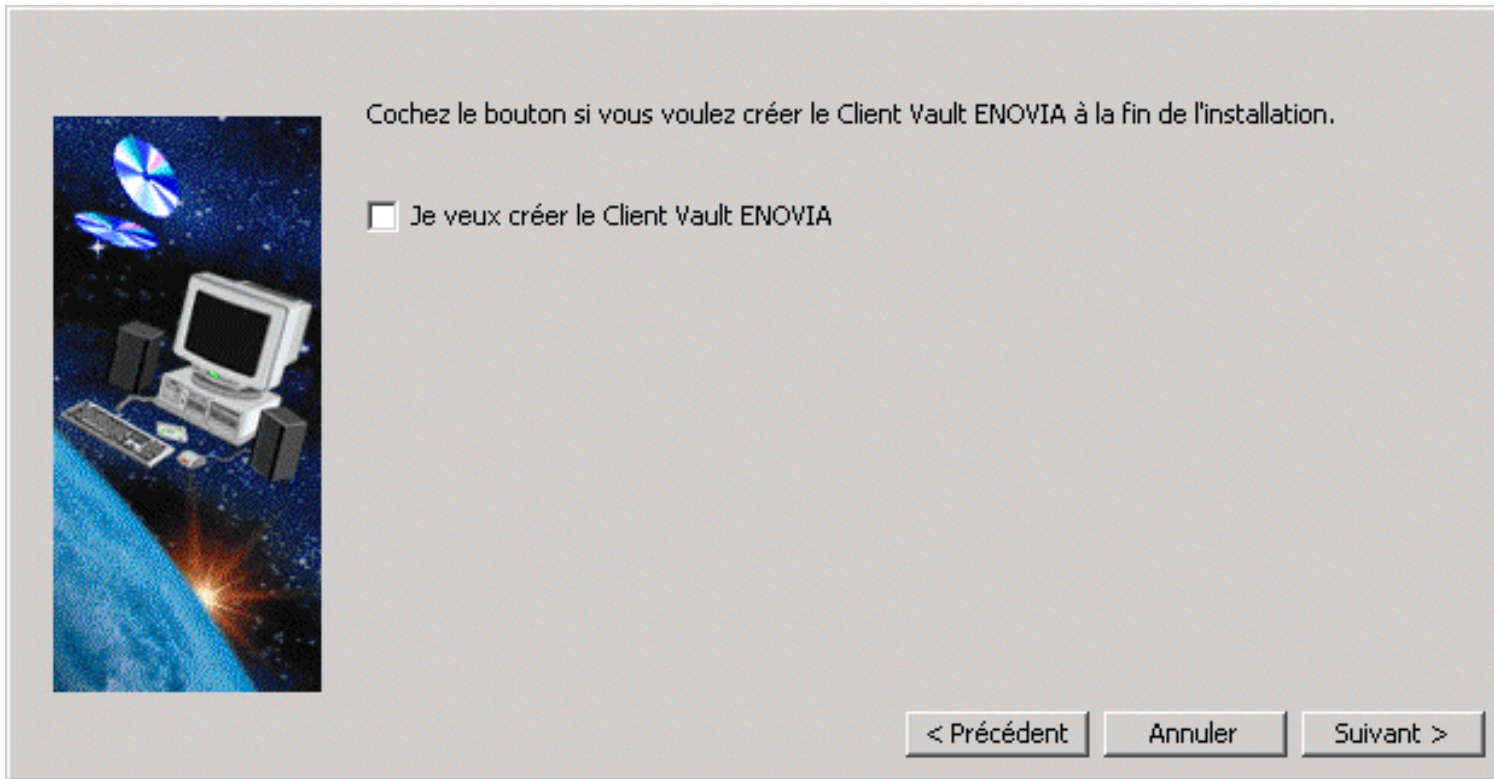 Cochez le bouton si vous voulez créer le Client Vault ENOVIA à la fin de l'installation.
Je veux créer le Client Vault ENOVIA
< Précédent
Annuler
Suivant >